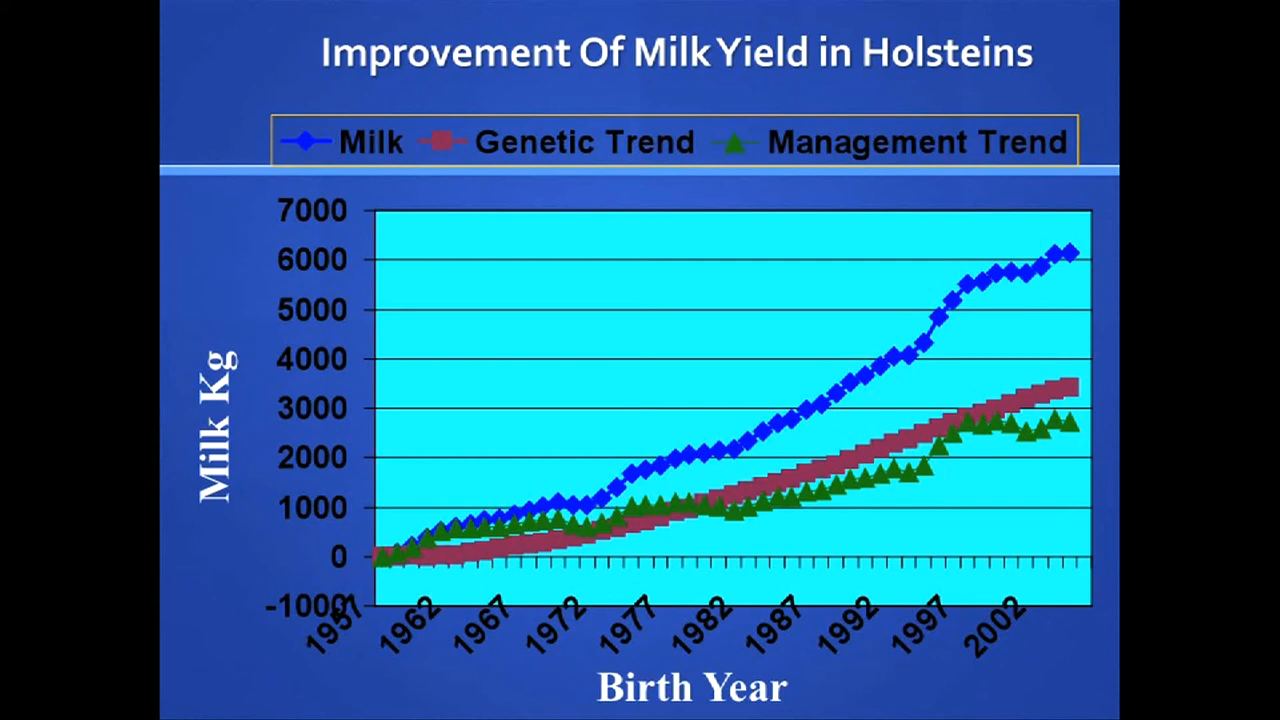 Improvement Of Milk Yield in Holsteins
Milk Genetic Trend Management Trend
7000
6000
5000
4000
3000
2000
1000
0
-1000
Milk Kg
1957 1962 1967 1972 1977 1982 1987 1992 1997 2002
Birth Year